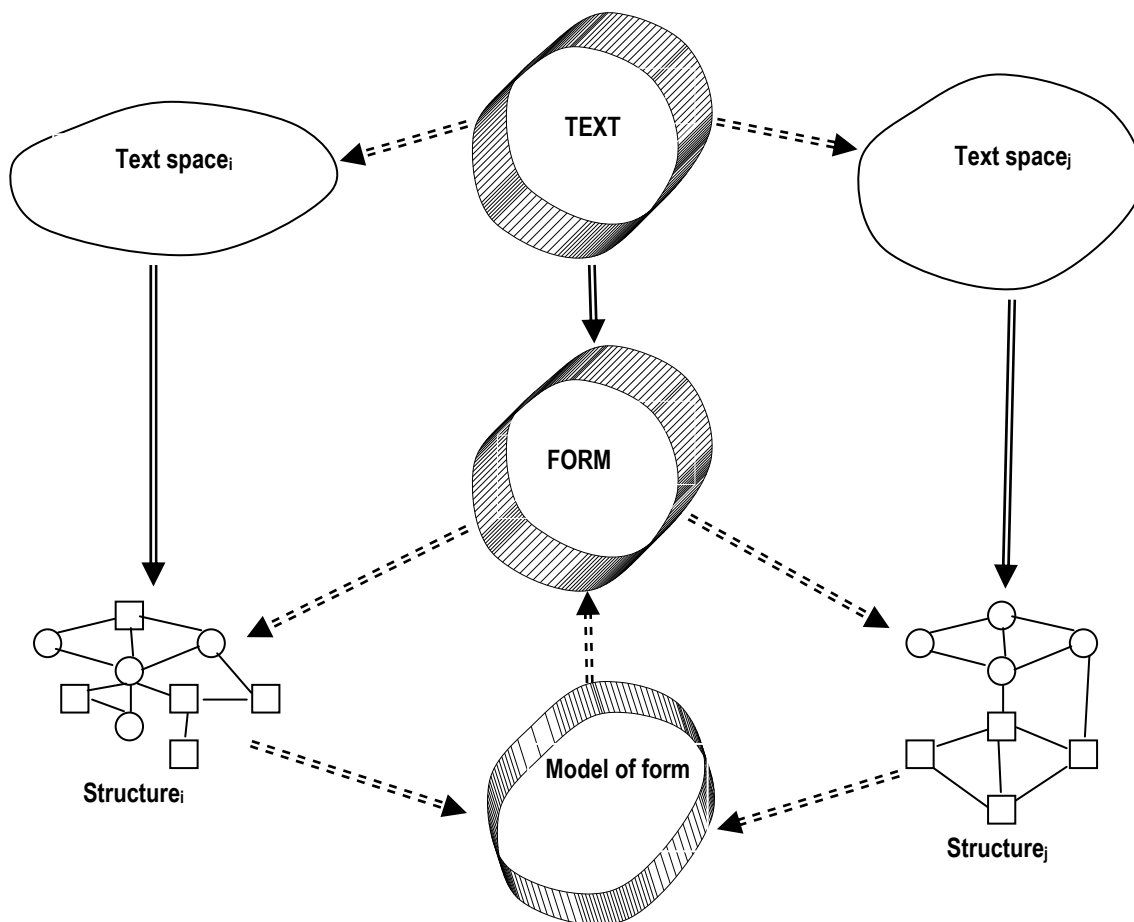 TEXT
Text spaceᵢ
Text spaceⱼ
FORM
Model of form
Structureᵢ
Structureⱼ